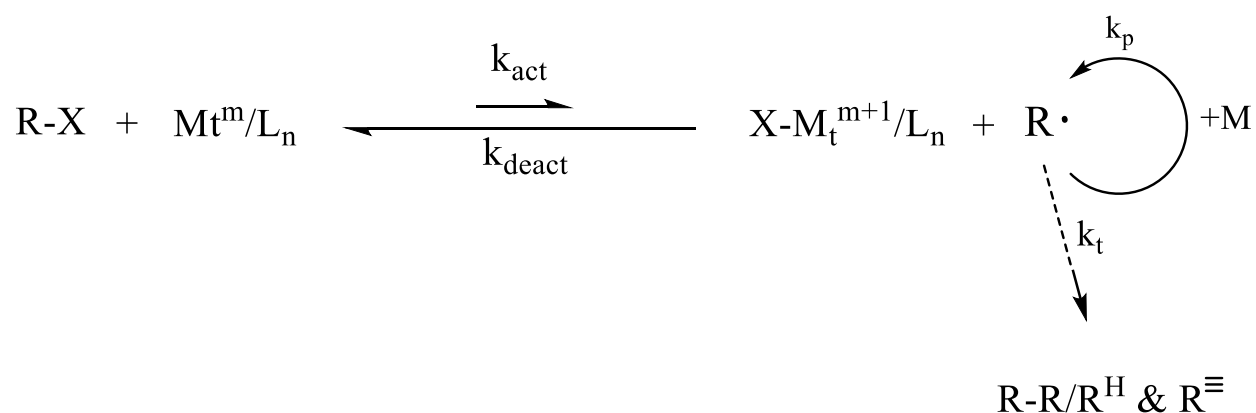 k_p
k_act
R-X + Mt^m/L_n X-M_t^{m+1}/L_n + R• +M
k_deact
k_t
R-R/R^H & R^≡